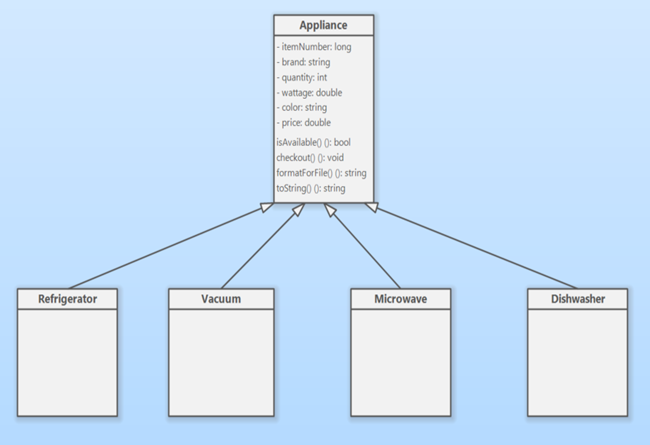 Appliance
- itemNumber: long
- brand: string
- quantity: int
- wattage: double
- color: string
- price: double
isAvailable() (): bool
checkout() (): void
formatForFile() (): string
toString() (): string
Refrigerator
Vacuum
Microwave
Dishwasher